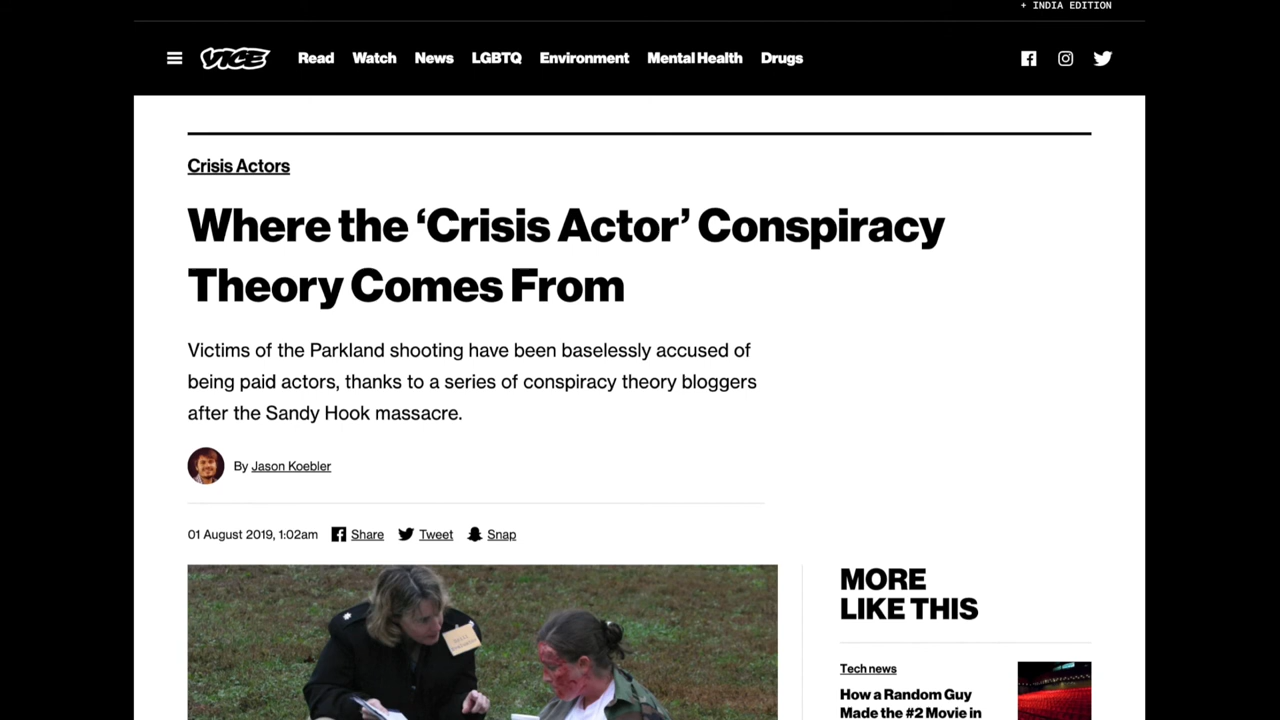 + INDIA EDITION
VICE
Read Watch News LGBTQ Environment Mental Health Drugs
Crisis Actors
Where the ‘Crisis Actor’ Conspiracy
Theory Comes From
Victims of the Parkland shooting have been baselessly accused of
being paid actors, thanks to a series of conspiracy theory bloggers
after the Sandy Hook massacre.
By Jason Koebler
01 August 2019, 1:02am Share Tweet Snap
MORE
LIKE THIS
Tech news
How a Random Guy
Made the #2 Movie in